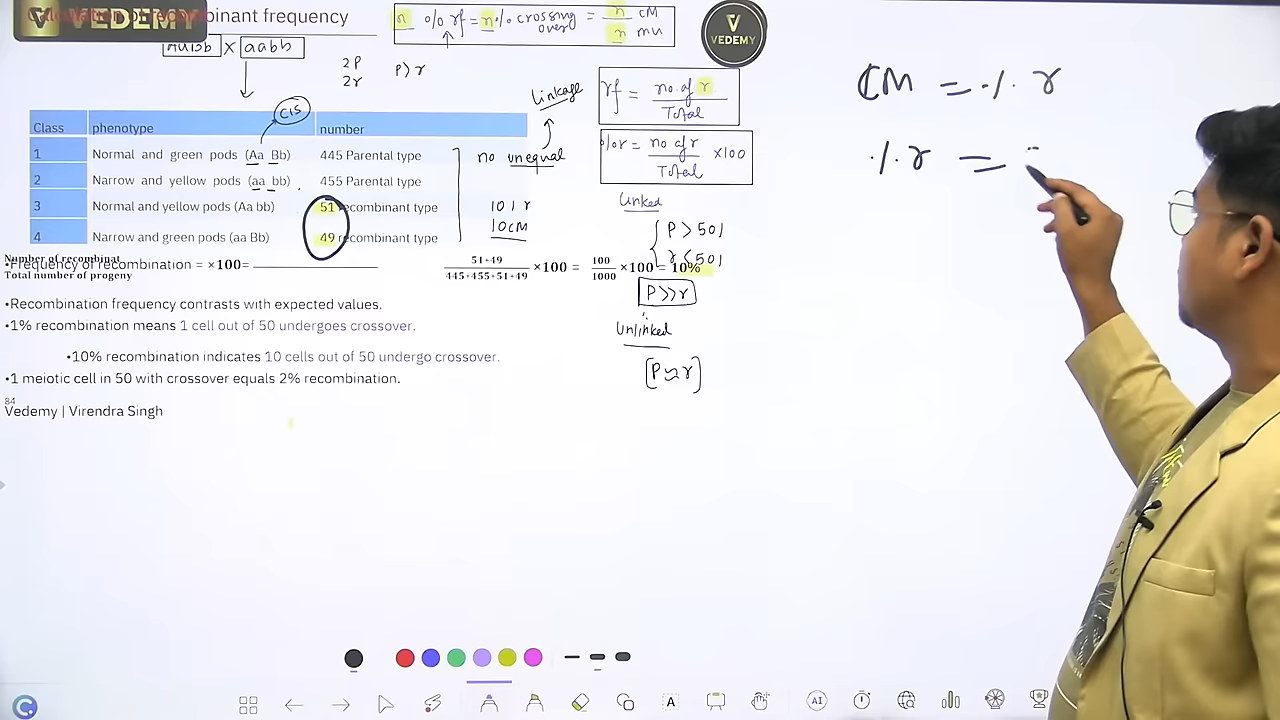 Calculation of recombinant frequency
V VEDEMY
n % rf = n % crossing over = n cM
n mu
V
VEDEMY
AaBb X aabb
2P
2r
P > r
cis
Linkage
rf = no. of r / Total
CM = % r
Class phenotype number
1 Normal and green pods (Aa Bb) 445 Parental type
no unequal
% r = no of r / Total × 100
% r =
2 Narrow and yellow pods (aa bb) 455 Parental type
3 Normal and yellow pods (Aa bb) 51 recombinant type
Linked
4 Narrow and green pods (aa Bb) 49 recombinant type
10cM
P > 50%
r < 50%
Number of recombinat
•Frequency of recombination = ×100=
Total number of progeny
51+49 / 445+455+51+49 ×100 = 100 / 1000 ×100 = 10%
P >> r
•Recombination frequency contrasts with expected values.
•1% recombination means 1 cell out of 50 undergoes crossover.
Unlinked
•10% recombination indicates 10 cells out of 50 undergo crossover.
[P ≈ r]
•1 meiotic cell in 50 with crossover equals 2% recombination.
84
Vedemy | Virendra Singh
A
AI